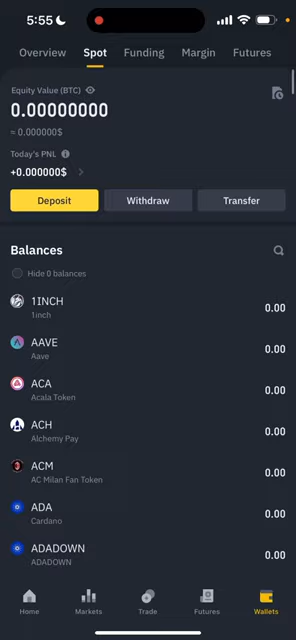 5:55
Overview Spot Funding Margin Futures
Equity Value (BTC)
0.00000000
≈ 0.000000$
Today's PNL
+0.000000$
Deposit Withdraw Transfer
Balances
Hide 0 balances
1INCH 0.00
1inch
AAVE 0.00
Aave
ACA 0.00
Acala Token
ACH 0.00
Alchemy Pay
ACM 0.00
AC Milan Fan Token
ADA 0.00
Cardano
ADADOWN 0.00
ADADOWN
Home Markets Trade Futures Wallets